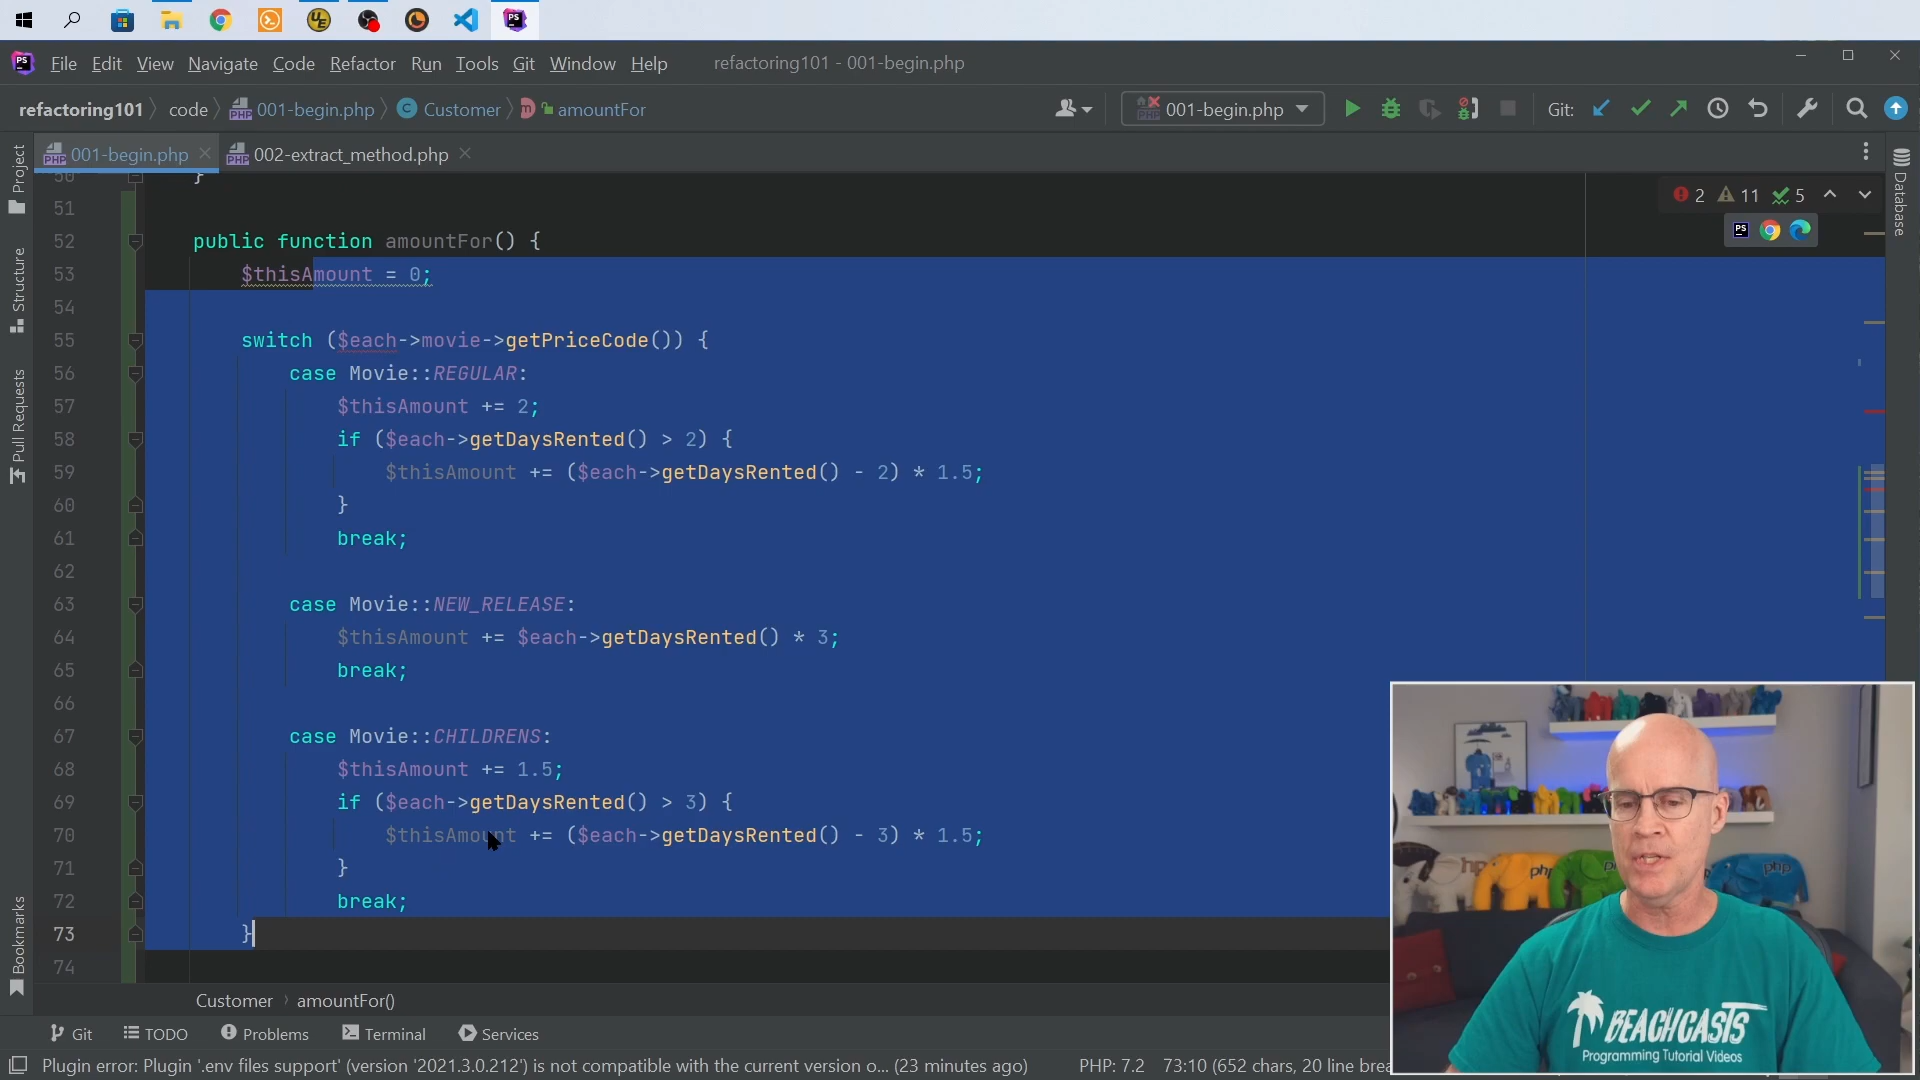 PS File Edit View Navigate Code Refactor Run Tools Git Window Help refactoring101 - 001-begin.php
refactoring101 code 001-begin.php C Customer m amountFor 001-begin.php Git:
001-begin.php 002-extract_method.php
50 }
51
52 public function amountFor() {
53 $thisAmount = 0;
54
55 switch ($each->movie->getPriceCode()) {
56 case Movie::REGULAR:
57 $thisAmount += 2;
58 if ($each->getDaysRented() > 2) {
59 $thisAmount += ($each->getDaysRented() - 2) * 1.5;
60 }
61 break;
62
63 case Movie::NEW_RELEASE:
64 $thisAmount += $each->getDaysRented() * 3;
65 break;
66
67 case Movie::CHILDRENS:
68 $thisAmount += 1.5;
69 if ($each->getDaysRented() > 3) {
70 $thisAmount += ($each->getDaysRented() - 3) * 1.5;
71 }
72 break;
73 }
74
2 11 5
Project
Structure
Pull Requests
Bookmarks
Database
Customer › amountFor()
Git TODO Problems Terminal Services
Plugin error: Plugin '.env files support' (version '2021.3.0.212') is not compatible with the current version o... (23 minutes ago) PHP: 7.2 73:10 (652 chars, 20 line brea
php
php
BEACHCASTS
Programming Tutorial Videos